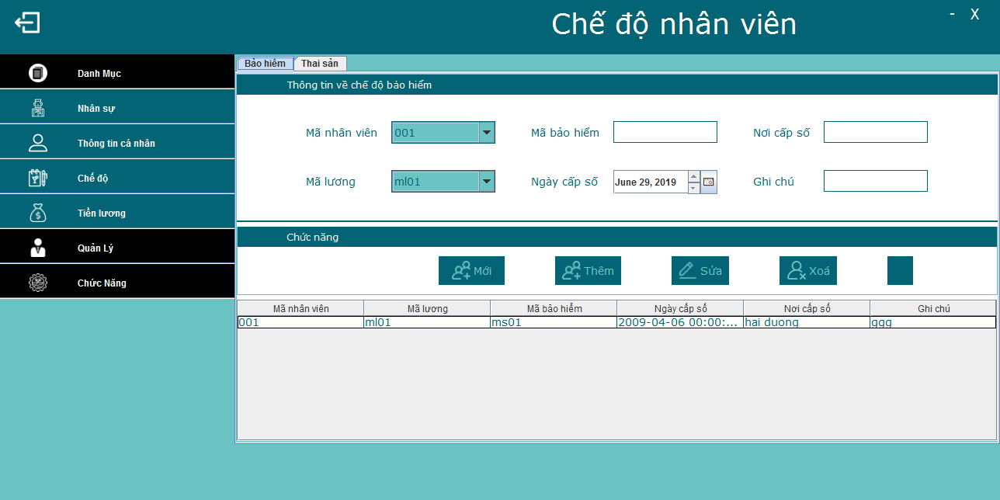 Chế độ nhân viên
- X
Danh Mục
Nhân sự
Thông tin cá nhân
Chế độ
Tiền lương
Quản Lý
Chức Năng
Bảo hiểm Thai sản
Thông tin về chế độ bảo hiểm
Mã nhân viên 001 Mã bảo hiểm Nơi cấp số
Mã lương ml01 Ngày cấp số June 29, 2019 Ghi chú
Chức năng
Mới Thêm Sửa Xoá
Mã nhân viên Mã lương Mã bảo hiểm Ngày cấp số Nơi cấp số Ghi chú
001 ml01 ms01 2009-04-06 00:00:... hai duong ggg